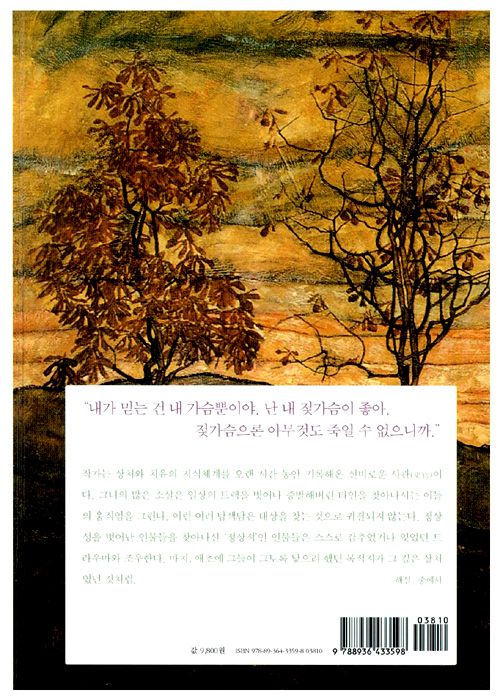 “내가 믿는 건 내 가슴뿐이야. 난 내 젖가슴이 좋아.
젖가슴으론 아무것도 죽일 수 없으니까.”
작가는 상처와 치유의 지식체계를 오랜 시간 동안 기록해온 신비로운 사관(史官)이
다. 그녀의 많은 소설은 일상의 트랙을 벗어나 증발해버린 타인을 찾아나서는 이들
의 움직임을 그린다. 이런 여러 탐색담은 대상을 찾는 것으로 귀결되지 않는다. 정상
성을 벗어난 인물들을 찾아나선 ‘정상적’인 인물들은 스스로 감추었거나 잊었던 트
라우마와 조우한다. 마치, 애초에 그들이 그토록 닿으려 했던 목적지가 그 깊은 상처
였던 것처럼.
해설 중에서
03810
값 9,800원 ISBN 978-89-364-3359-8 03810
9 788936 433598